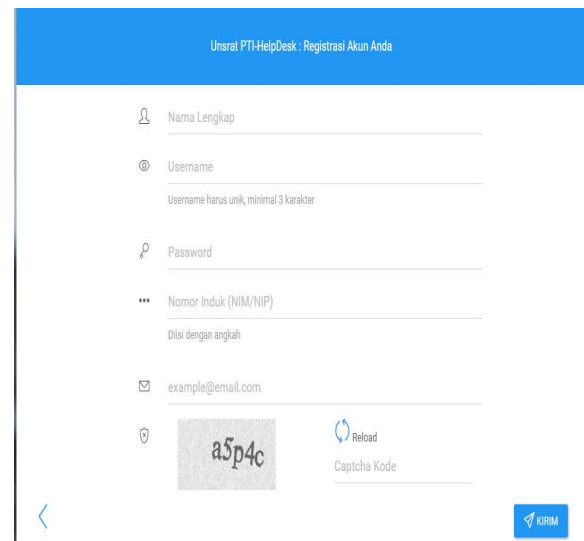 Unsrat PTI-HelpDesk : Registrasi Akun Anda
Nama Lengkap
Username
Username harus unik, minimal 3 karakter
Password
Nomor Induk (NIM/NIP)
Diisi dengan angkah
example@email.com
a5p4c
Reload
Captcha Kode
KIRIM